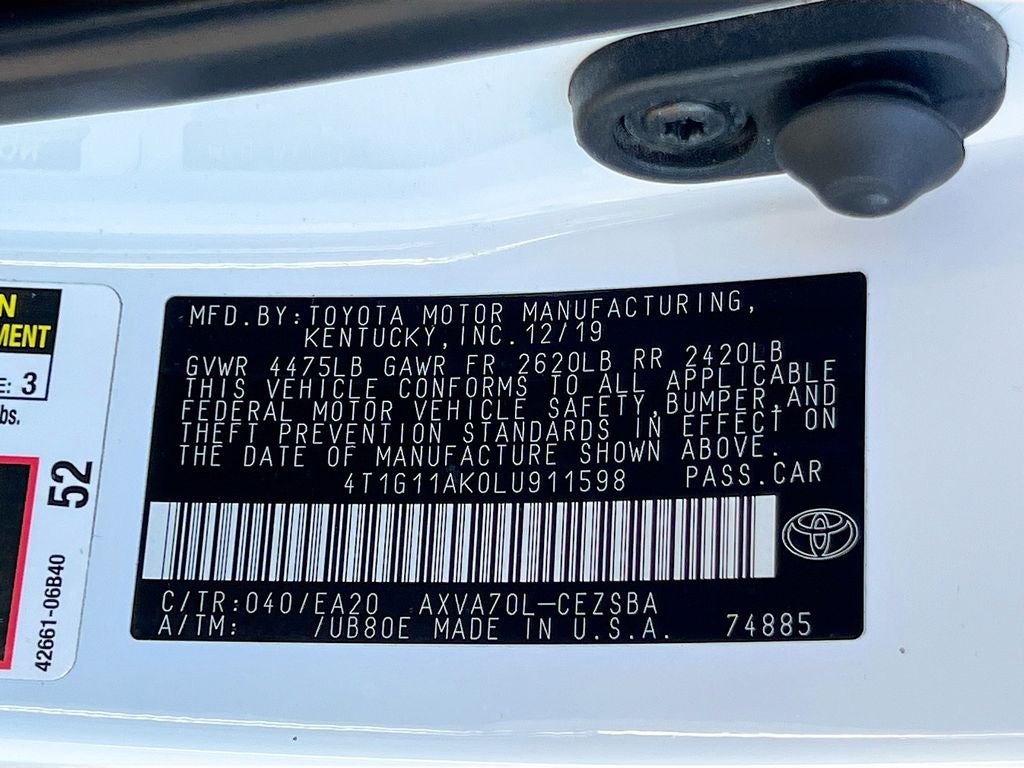 MFD.BY:TOYOTA MOTOR MANUFACTURING,
KENTUCKY, INC. 12/19
GVWR 4475LB GAWR FR 2620LB RR 2420LB
THIS VEHICLE CONFORMS TO ALL APPLICABLE
FEDERAL MOTOR VEHICLE SAFETY, BUMPER, AND
THEFT PREVENTION STANDARDS IN EFFECT ON
THE DATE OF MANUFACTURE SHOWN ABOVE.
4T1G11AK0LU911598 PASS.CAR
C/TR:040/EA20 AXVA70L-CEZSBA
A/TM: /UB80E MADE IN U.S.A. 74885
N
MENT
E: 3
bs.
52
42661-06B40